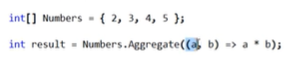 int[] Numbers = { 2, 3, 4, 5 };
int result = Numbers.Aggregate((a, b) => a * b);